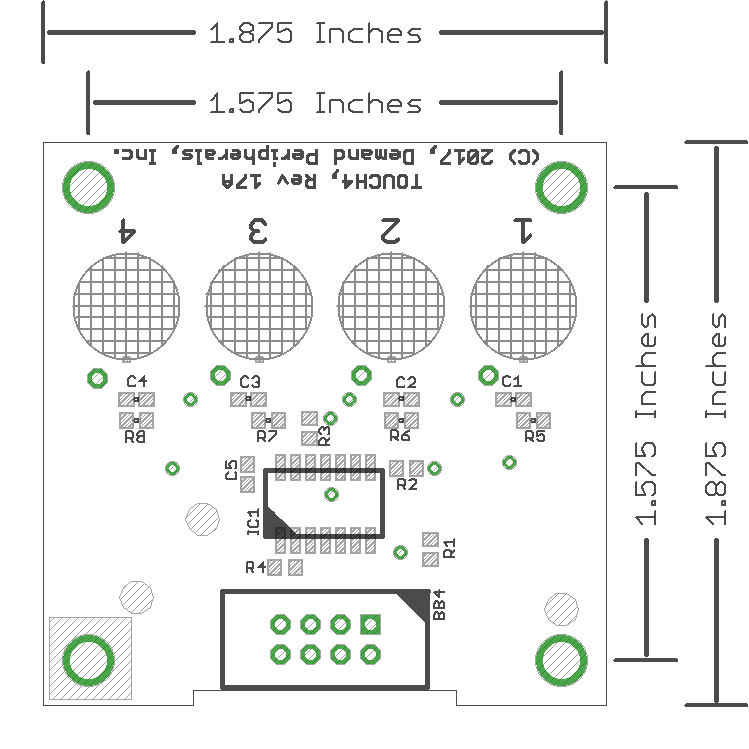 1.875 Inches
1.575 Inches
(C) 2017, Demand Peripherals, Inc.
TOUCH4, Rev 17A
4 3 2 1
C4 C3 C2 C1
R8 R7 R3 R6 R5
C5 R2
IC1
R4 R1
BB4
1.575 Inches
1.875 Inches